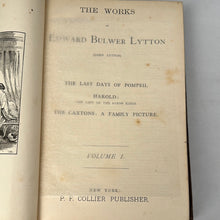 THE WORKS
OF
EDWARD BULWER LYTTON
(LORD LYTTON)
THE LAST DAYS OF POMPEII,
HAROLD:
THE LAST OF THE SAXON KINGS
THE CAXTONS: A FAMILY PICTURE.
VOLUME I.
NEW YORK:
P. F. COLLIER PUBLISHER.